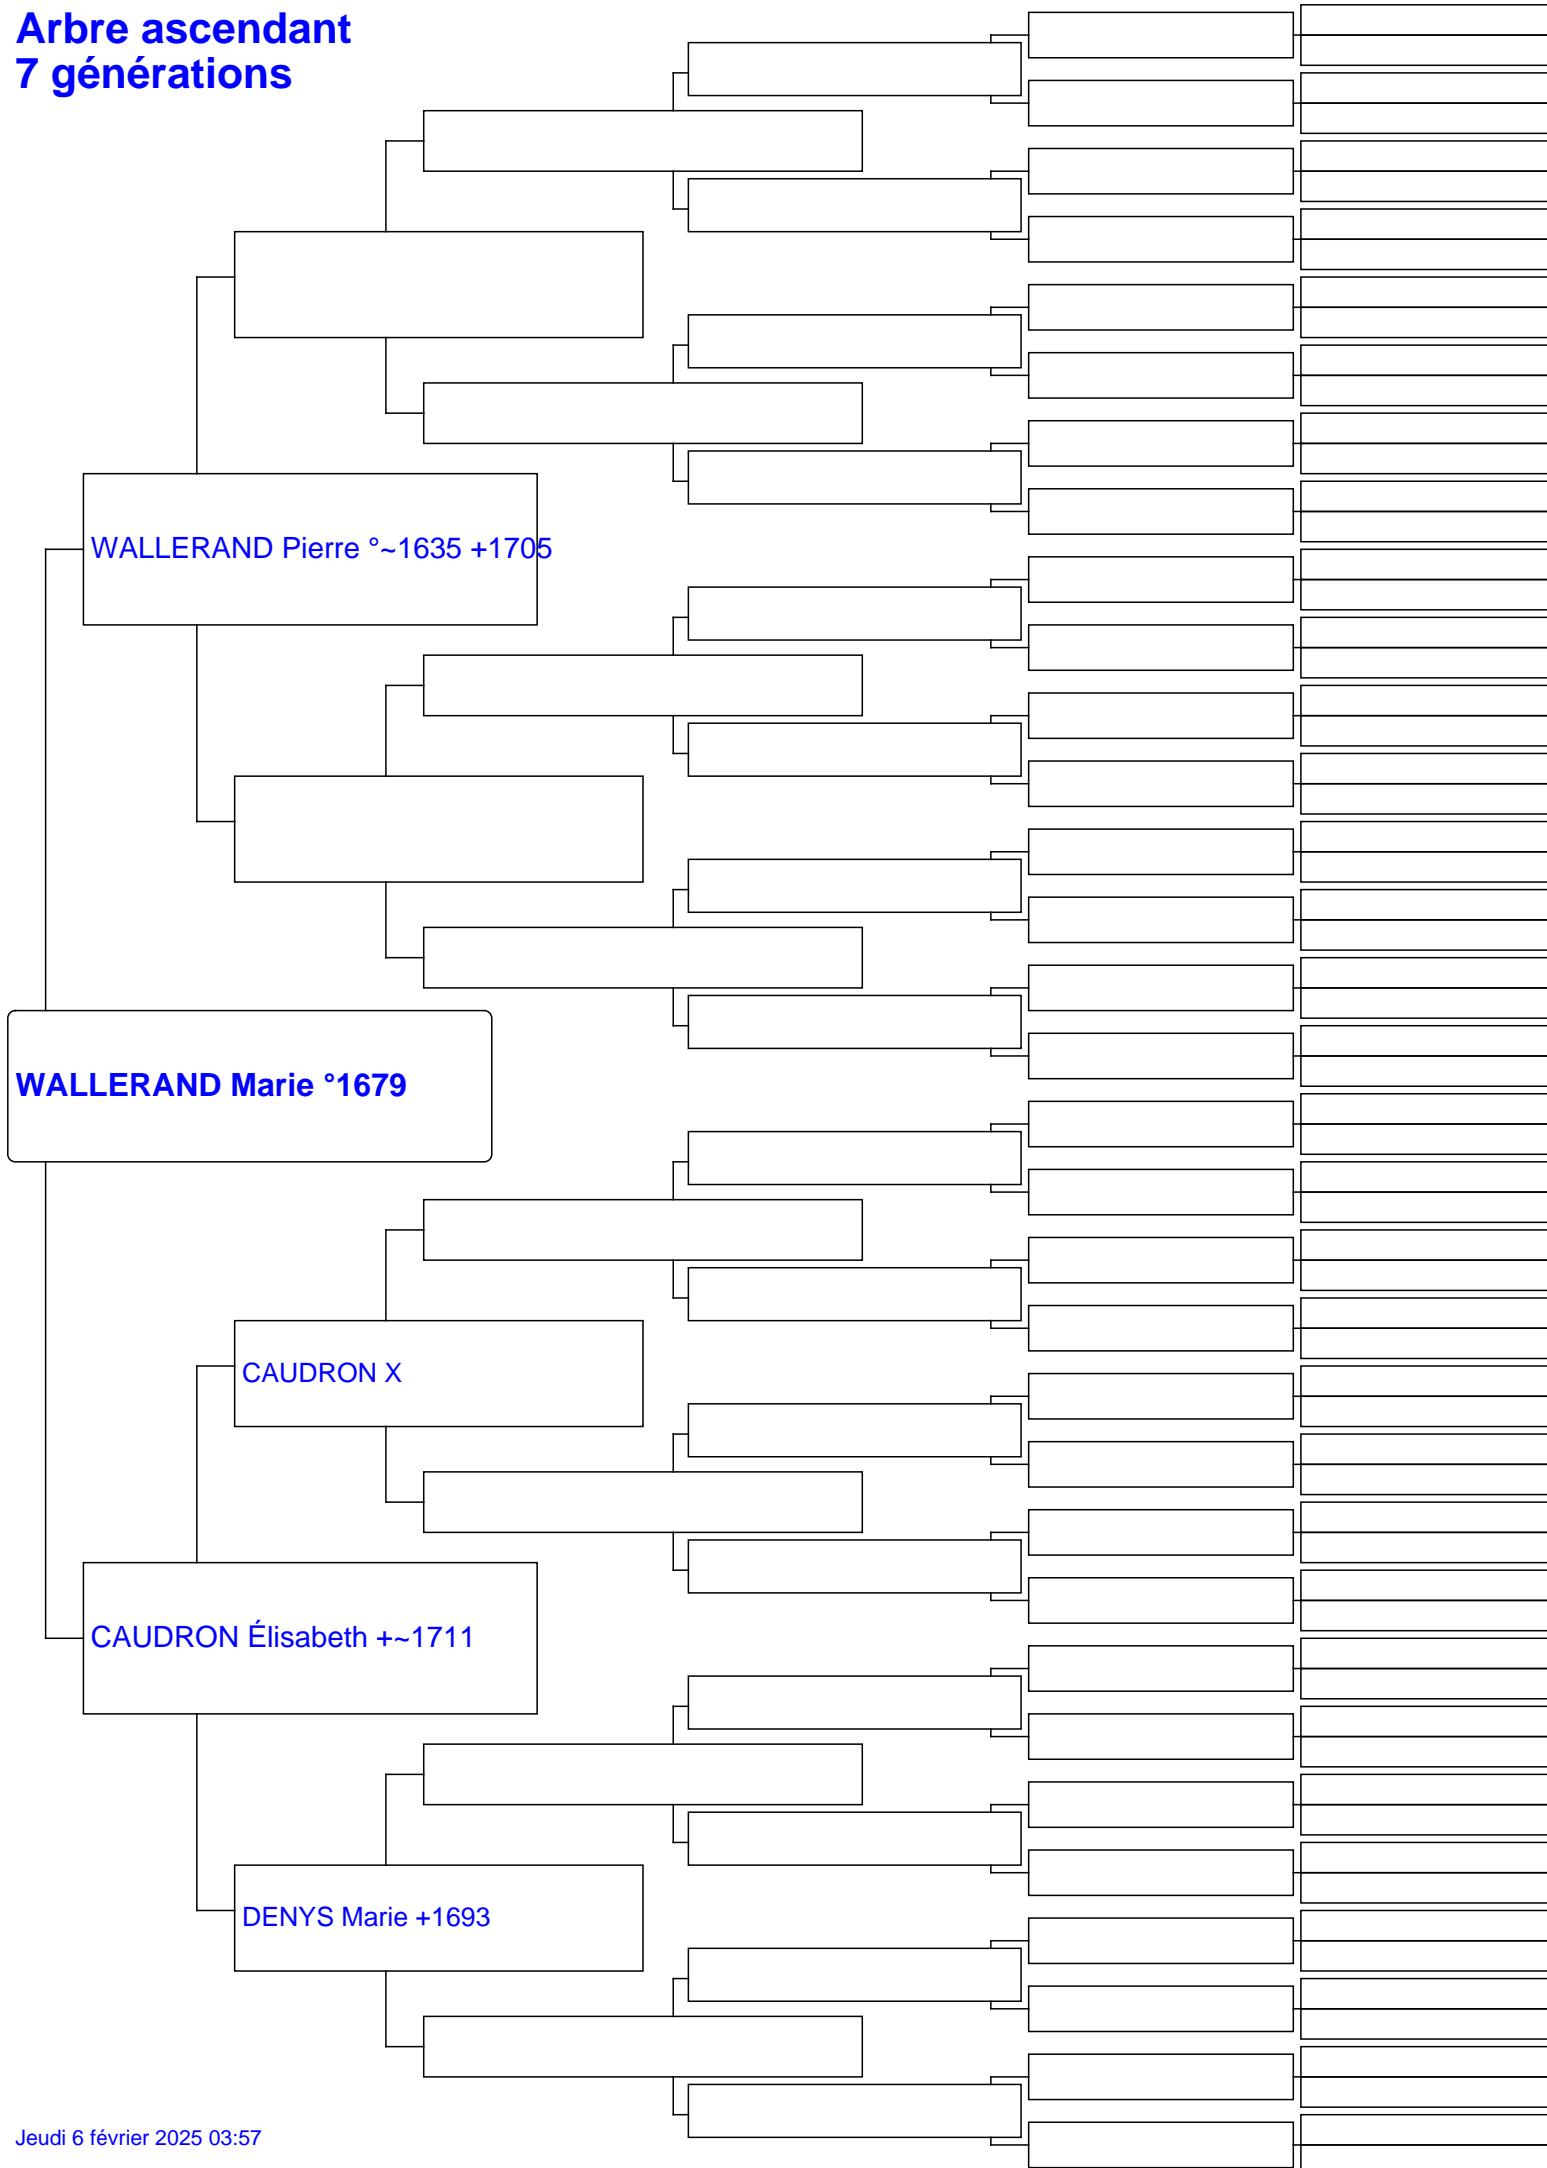 Arbre ascendant
7 générations
WALLERAND Pierre °~1635 +1705
WALLERAND Marie °1679
CAUDRON X
CAUDRON Élisabeth +~1711
DENYS Marie +1693
Jeudi 6 février 2025 03:57